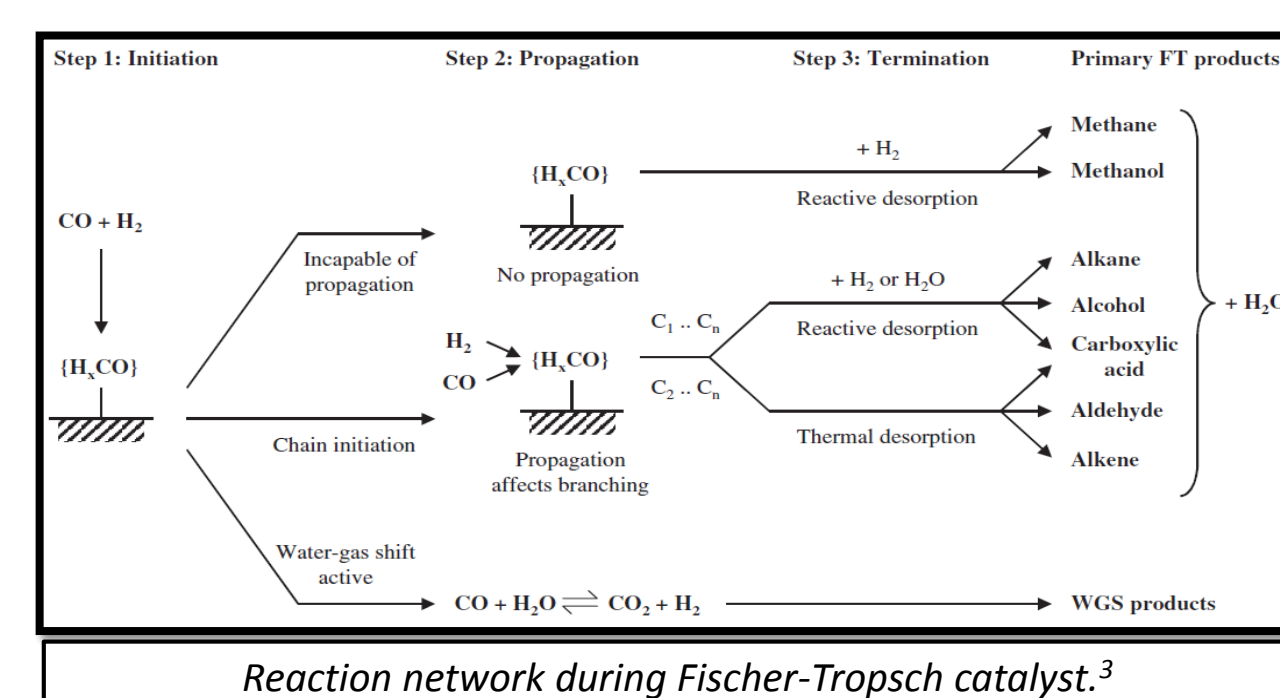 Step 1: Initiation
Step 2: Propagation
Step 3: Termination
Primary FT products
CO + H₂
{HₓCO}
Incapable of
propagation
Chain initiation
Water-gas shift
active
{HₓCO}
No propagation
H₂
CO
{HₓCO}
Propagation
affects branching
C₁ .. Cₙ
C₂ .. Cₙ
CO + H₂O ⇌ CO₂ + H₂
+ H₂
Reactive desorption
+ H₂ or H₂O
Reactive desorption
Thermal desorption
Methane
Methanol
Alkane
Alcohol
Carboxylic
acid
Aldehyde
Alkene
+ H₂O
WGS products
Reaction network during Fischer-Tropsch catalyst.³